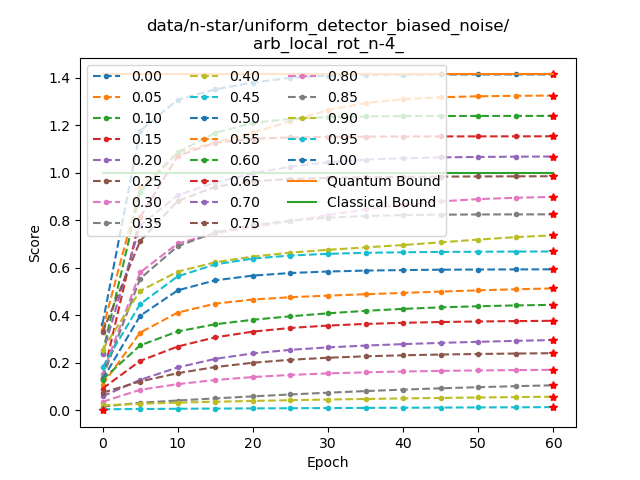 data/n-star/uniform_detector_biased_noise/
arb_local_rot_n-4_
Score
1.4
1.2
1.0
0.8
0.6
0.4
0.2
0.0
0.00 0.40 0.80
0.05 0.45 0.85
0.10 0.50 0.90
0.15 0.55 0.95
0.20 0.60 1.00
0.25 0.65 Quantum Bound
0.30 0.70 Classical Bound
0.35 0.75
0 10 20 30 40 50 60
Epoch